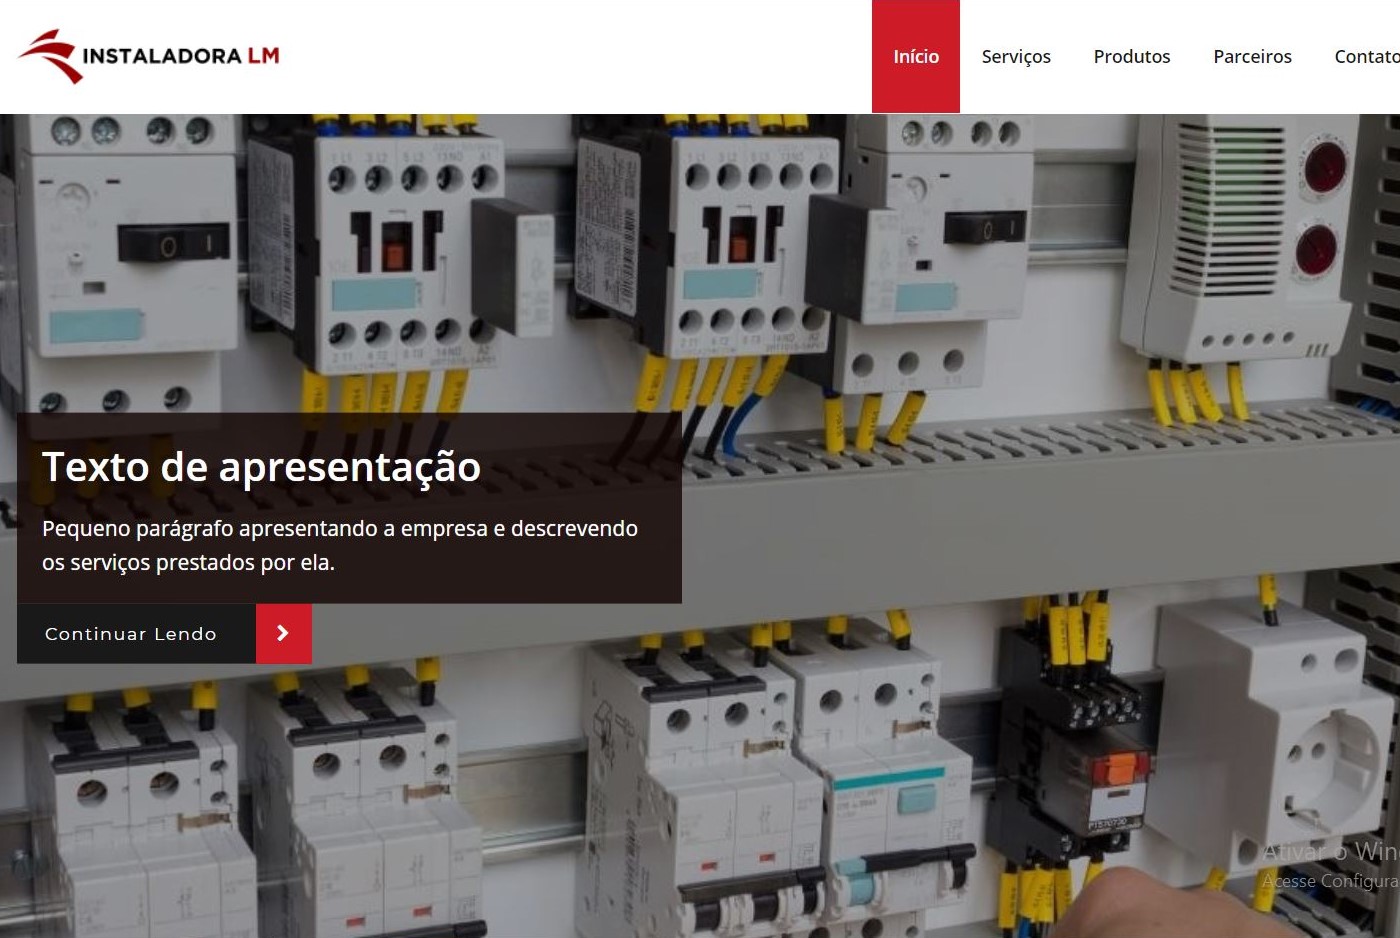 INSTALADORA LM
Início Serviços Produtos Parceiros Contato
Texto de apresentação
Pequeno parágrafo apresentando a empresa e descrevendo
os serviços prestados por ela.
Continuar Lendo
Ativar o Win
Acesse Configura